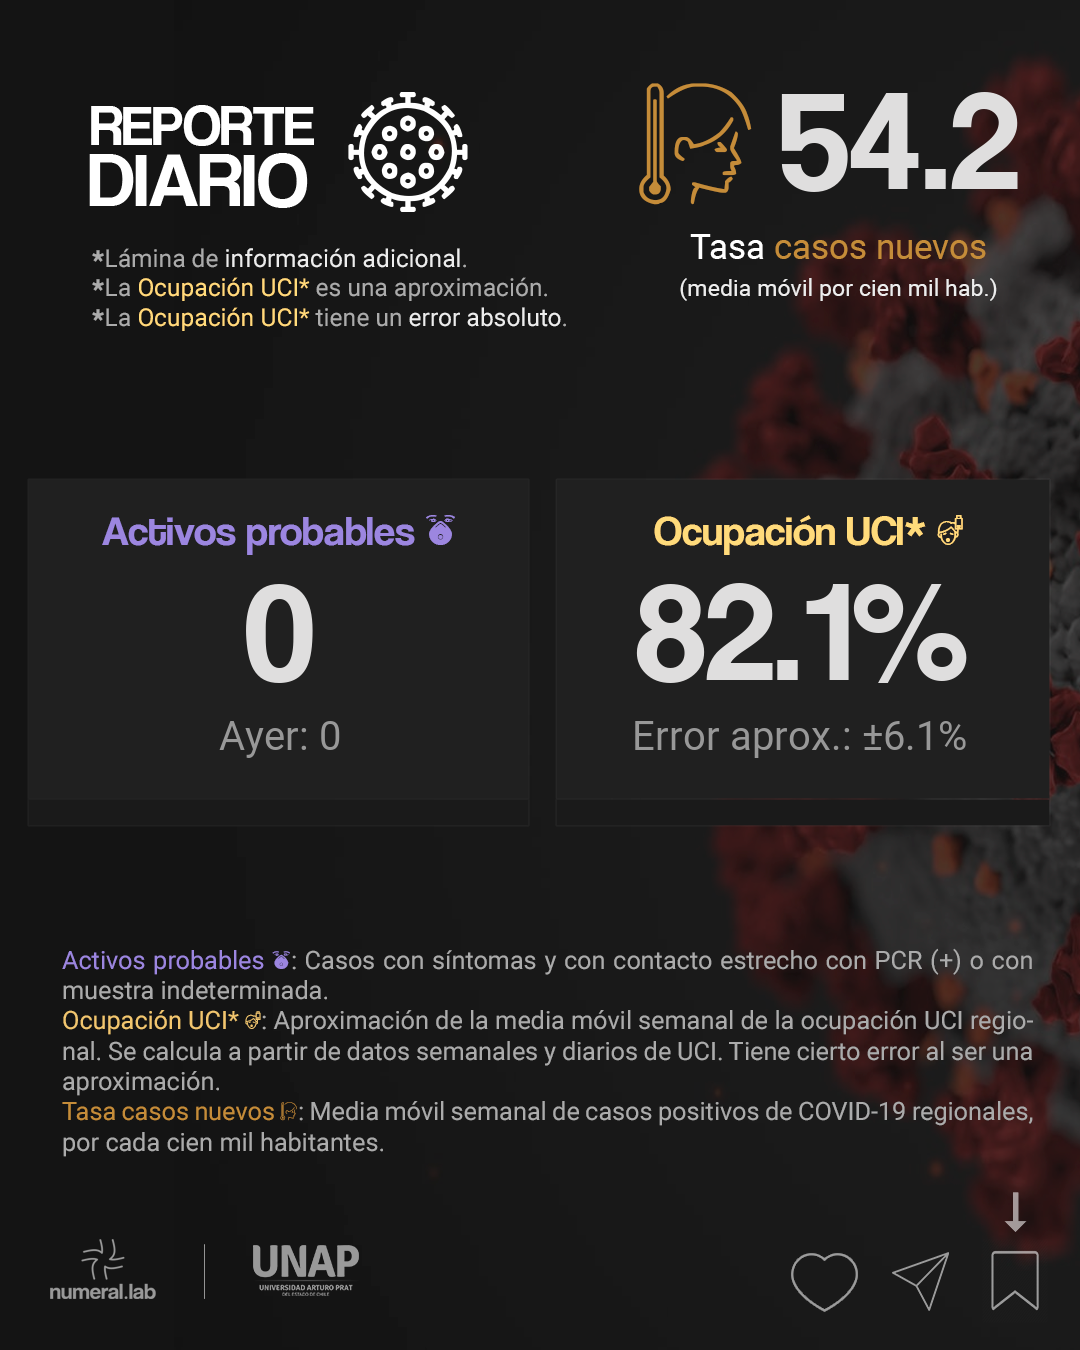 REPORTE
DIARIO
*Lámina de información adicional.
*La Ocupación UCI* es una aproximación.
*La Ocupación UCI* tiene un error absoluto.
54.2
Tasa casos nuevos
(media móvil por cien mil hab.)
Activos probables
0
Ayer: 0
Ocupación UCI*
82.1%
Error aprox.: ±6.1%
Activos probables : Casos con síntomas y con contacto estrecho con PCR (+) o con
muestra indeterminada.
Ocupación UCI* : Aproximación de la media móvil semanal de la ocupación UCI regio-
nal. Se calcula a partir de datos semanales y diarios de UCI. Tiene cierto error al ser una
aproximación.
Tasa casos nuevos : Media móvil semanal de casos positivos de COVID-19 regionales,
por cada cien mil habitantes.
numeral.lab
UNAP
UNIVERSIDAD ARTURO PRAT
DEL ESTADO DE CHILE